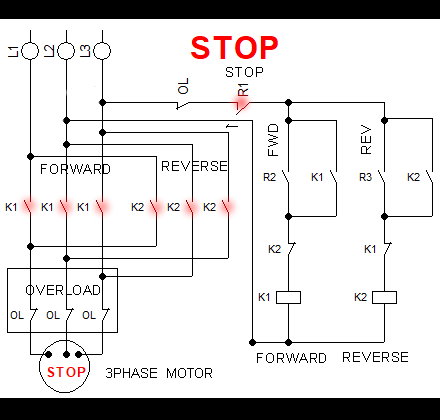 L1 L2 L3
STOP
STOP
OL
R1
1
FWD
REV
FORWARD
REVERSE
R2 K1 R3 K2
K1 K1 K1 K2 K2 K2
K2 K1
OVERLOAD
K1 K2
OL OL OL
FORWARD REVERSE
STOP
3PHASE MOTOR